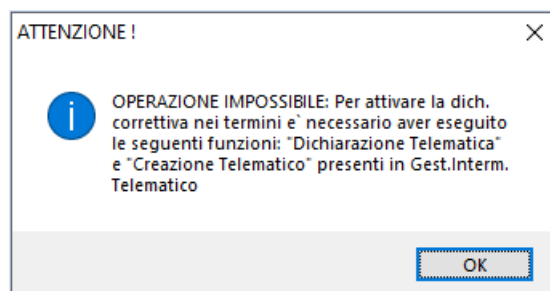 ATTENZIONE !
OPERAZIONE IMPOSSIBILE: Per attivare la dich.
correttiva nei termini e` necessario aver eseguito
le seguenti funzioni: "Dichiarazione Telematica"
e "Creazione Telematico" presenti in Gest.Interm.
Telematico
OK